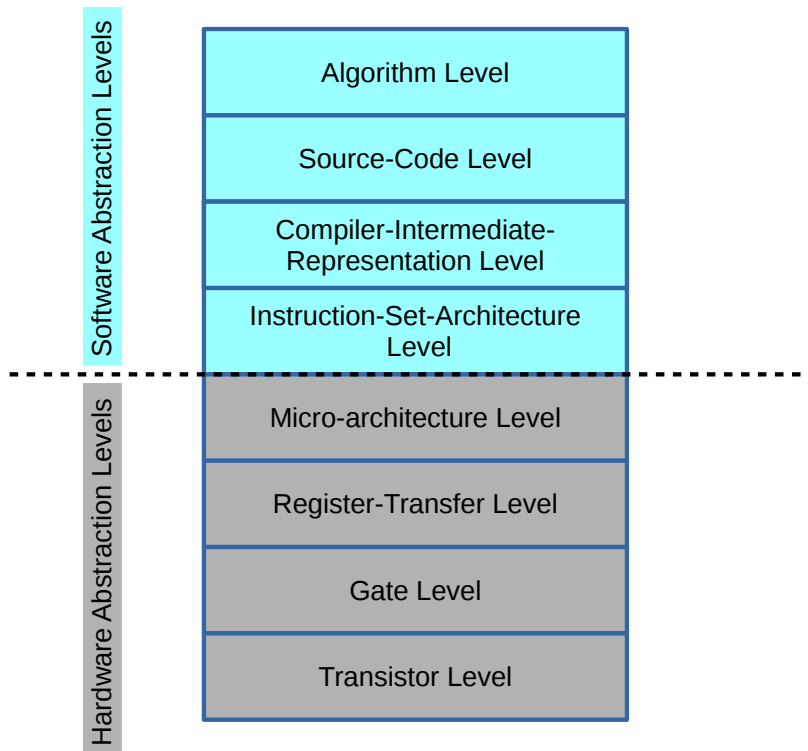 Software Abstraction Levels
Algorithm Level
Source-Code Level
Compiler-Intermediate-
Representation Level
Instruction-Set-Architecture
Level
Hardware Abstraction Levels
Micro-architecture Level
Register-Transfer Level
Gate Level
Transistor Level